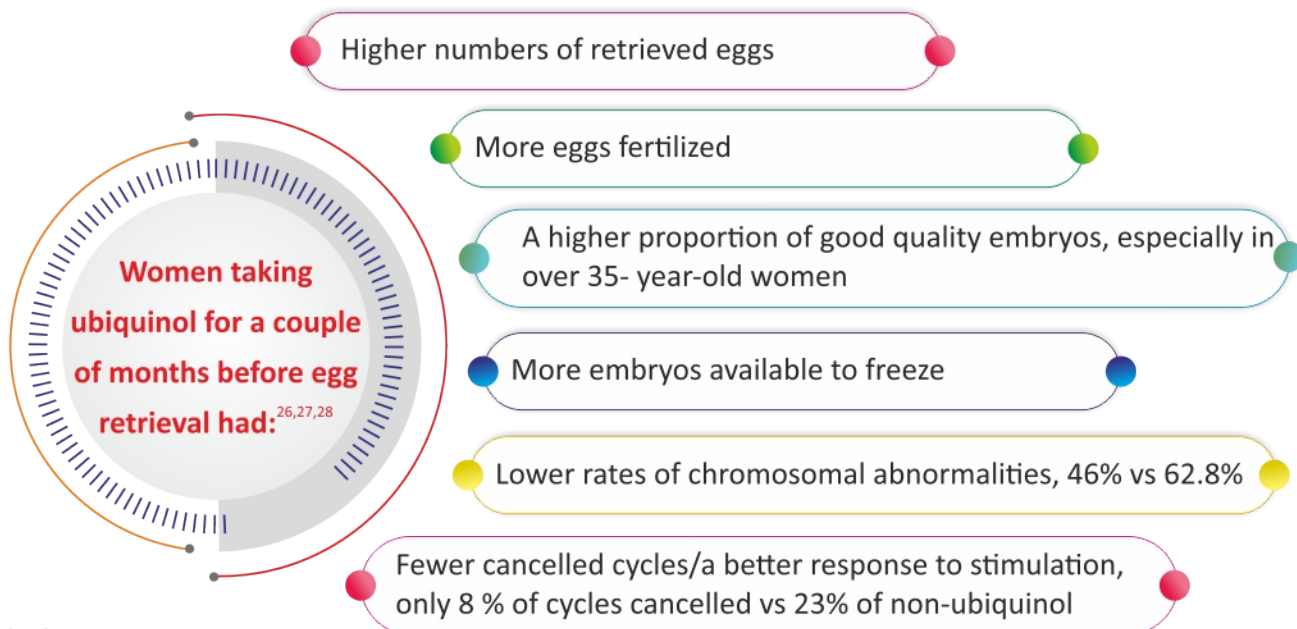 Higher numbers of retrieved eggs
More eggs fertilized
A higher proportion of good quality embryos, especially in
over 35- year-old women
Women taking
ubiquinol for a couple
of months before egg
retrieval had:26,27,28
More embryos available to freeze
Lower rates of chromosomal abnormalities, 46% vs 62.8%
Fewer cancelled cycles/a better response to stimulation,
only 8 % of cycles cancelled vs 23% of non-ubiquinol